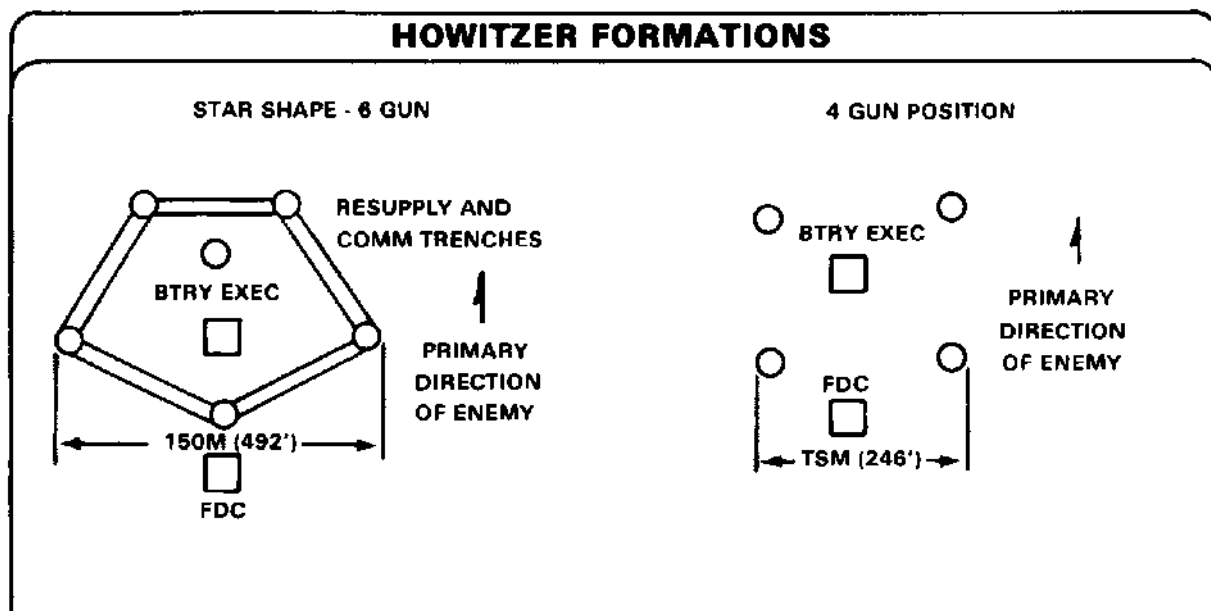 HOWITZER FORMATIONS
STAR SHAPE - 6 GUN
RESUPPLY AND
COMM TRENCHES
BTRY EXEC
PRIMARY
DIRECTION
OF ENEMY
150M (492')
FDC
4 GUN POSITION
BTRY EXEC
PRIMARY
DIRECTION
OF ENEMY
FDC
TSM (246')